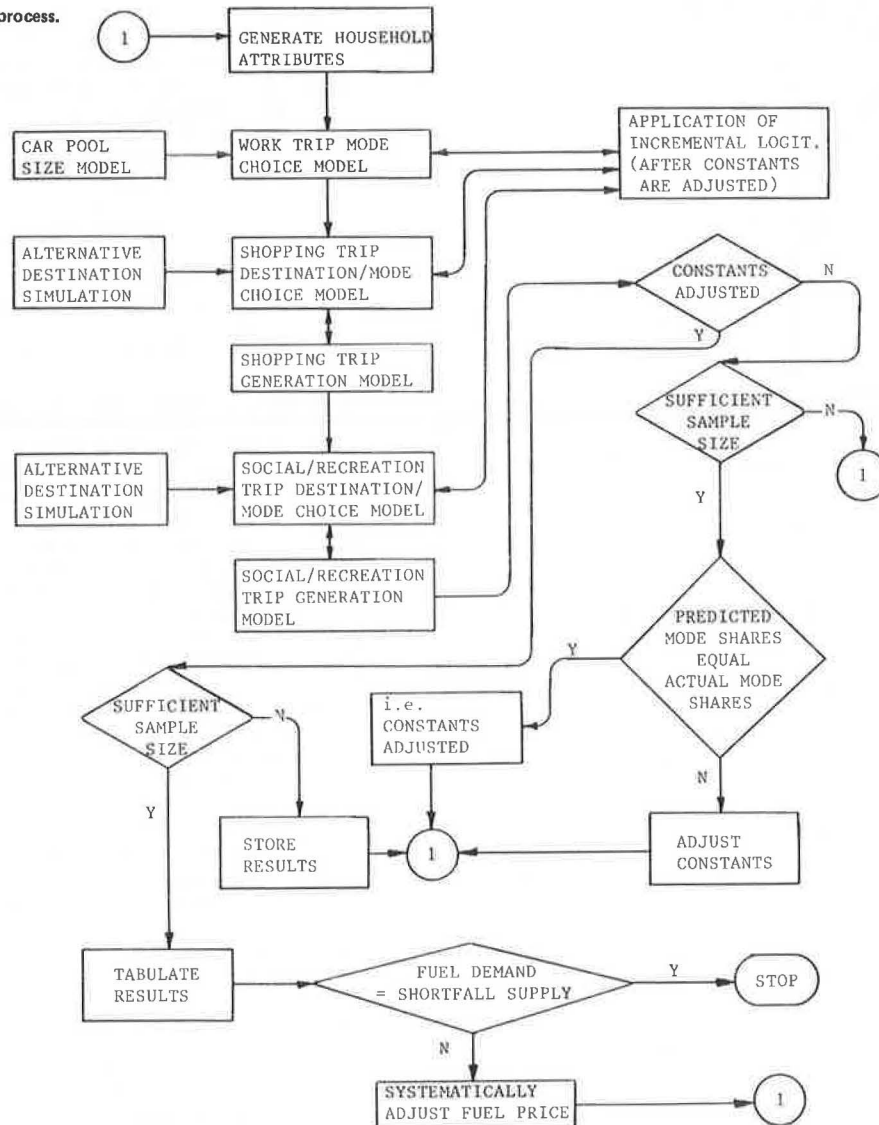 process.
1
GENERATE HOUSEHOLD
ATTRIBUTES
CAR POOL
SIZE MODEL
WORK TRIP MODE
CHOICE MODEL
APPLICATION OF
INCREMENTAL LOGIT.
(AFTER CONSTANTS
ARE ADJUSTED)
ALTERNATIVE
DESTINATION
SIMULATION
SHOPPING TRIP
DESTINATION/MODE
CHOICE MODEL
CONSTANTS
ADJUSTED
N
Y
SHOPPING TRIP
GENERATION MODEL
SUFFICIENT
SAMPLE
SIZE
N
1
Y
ALTERNATIVE
DESTINATION
SIMULATION
SOCIAL/RECREATION
TRIP DESTINATION/
MODE CHOICE MODEL
SOCIAL/RECREATION
TRIP GENERATION
MODEL
PREDICTED
MODE SHARES
EQUAL
ACTUAL MODE
SHARES
Y
N
SUFFICIENT
SAMPLE
SIZE
N
Y
i.e.
CONSTANTS
ADJUSTED
STORE
RESULTS
1
ADJUST
CONSTANTS
TABULATE
RESULTS
FUEL DEMAND
= SHORTFALL SUPPLY
Y
STOP
N
SYSTEMATICALLY
ADJUST FUEL PRICE
1